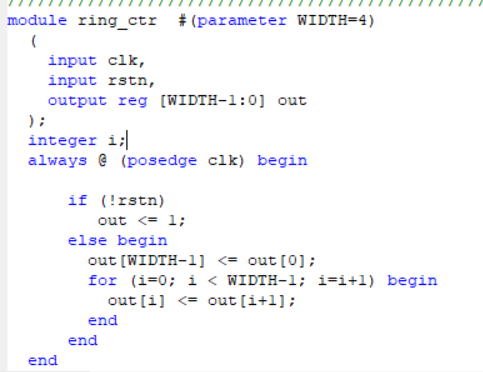 ////////////////////////////////////////////////
module ring_ctr  #(parameter WIDTH=4)
  (
    input clk,
    input rstn,
    output reg [WIDTH-1:0] out
  );
  integer i;
  always @ (posedge clk) begin

      if (!rstn)
         out <= 1;
      else begin
        out[WIDTH-1] <= out[0];
        for (i=0; i < WIDTH-1; i=i+1) begin
          out[i] <= out[i+1];
        end
      end
  end